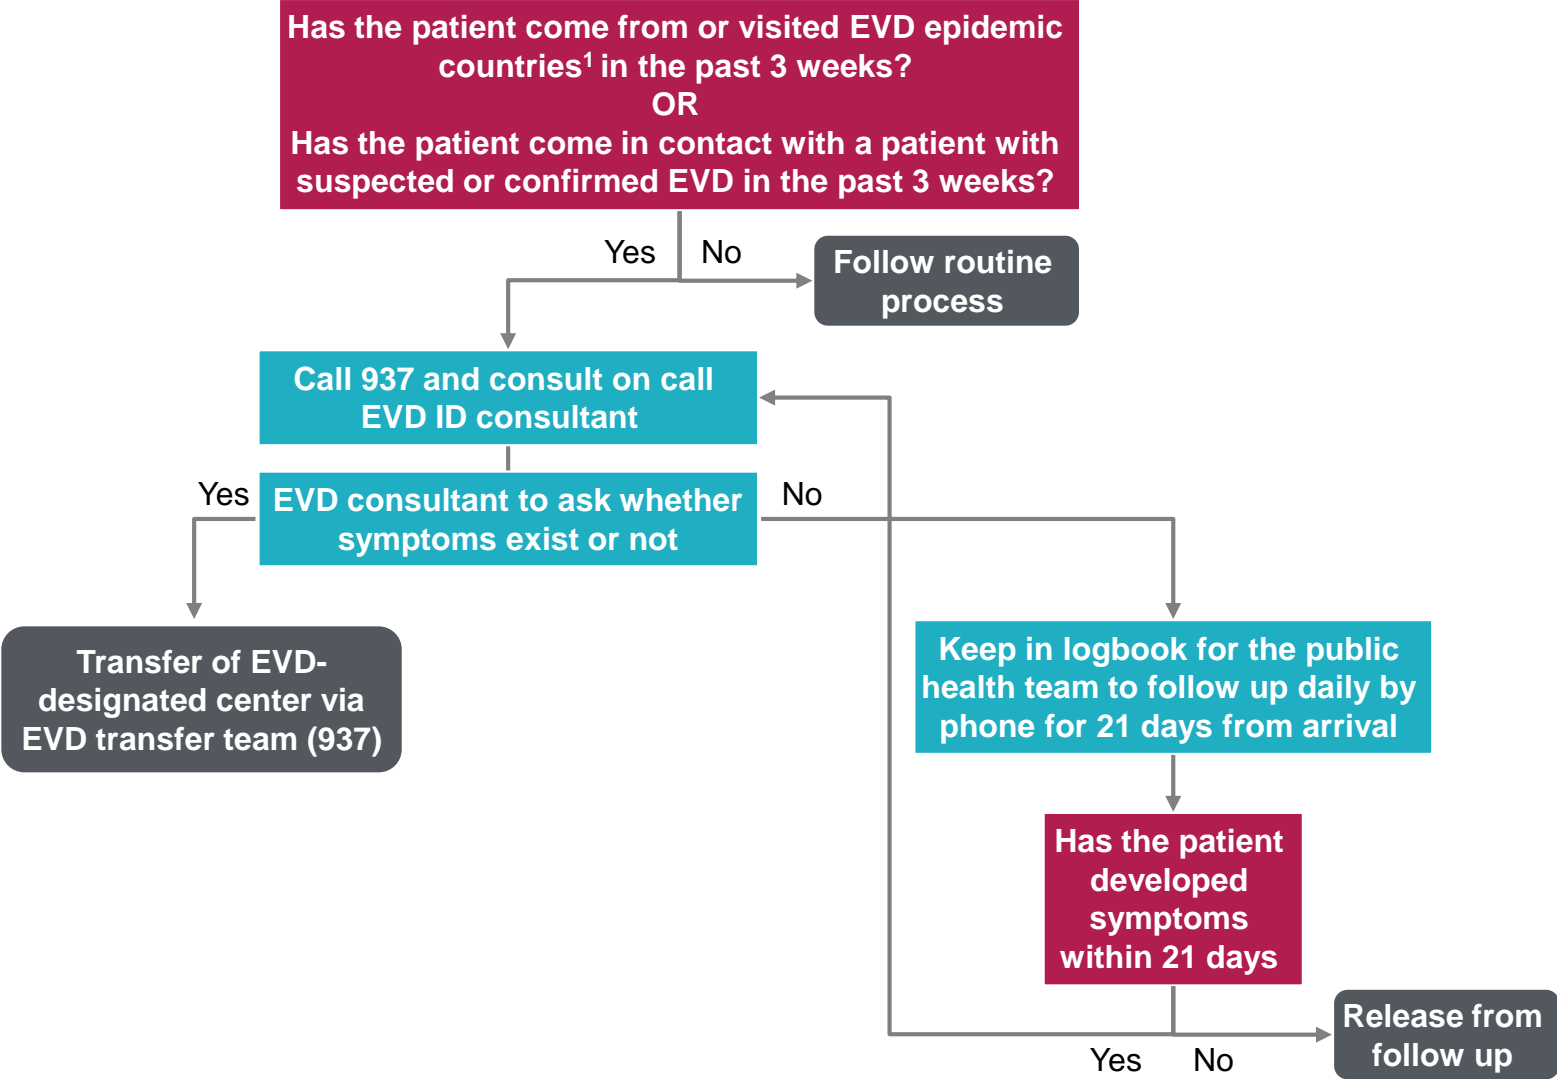 Has the patient come from or visited EVD epidemic
countries¹ in the past 3 weeks?
OR
Has the patient come in contact with a patient with
suspected or confirmed EVD in the past 3 weeks?
Yes
No
Follow routine
process
Call 937 and consult on call
EVD ID consultant
Yes
EVD consultant to ask whether
symptoms exist or not
No
Transfer of EVD-
designated center via
EVD transfer team (937)
Keep in logbook for the public
health team to follow up daily by
phone for 21 days from arrival
Has the patient
developed
symptoms
within 21 days
Yes
No
Release from
follow up